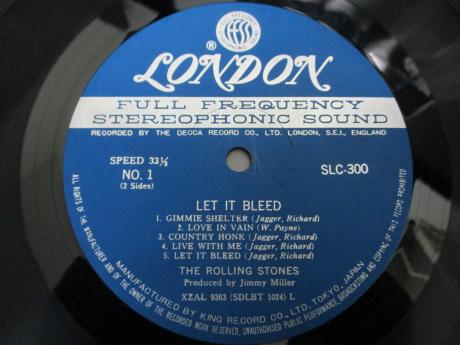 ® LONDON
FULL FREQUENCY
STEREOPHONIC SOUND
RECORDED BY THE DECCA RECORD CO., LTD. LONDON, S.E.I., ENGLAND
SPEED 33⅓
NO. 1
(2 Sides)
SLC-300
LET IT BLEED
1. GIMMIE SHELTER (Jagger, Richard)
2. LOVE IN VAIN (W. Payne)
3. COUNTRY HONK (Jagger, Richard)
4. LIVE WITH ME (Jagger, Richard)
5. LET IT BLEED (Jagger, Richard)
THE ROLLING STONES
Produced by Jimmy Miller
XZAL 9363 (SDLBT 1024) L
MANUFACTURED BY KING RECORD CO., LTD, TOKYO, JAPAN
ALL RIGHTS OF THE MANUFACTURER AND OF THE OWNER OF THE RECORDED WORK RESERVED, UNAUTHORISED PUBLIC PERFORMANCE, BROADCASTING AND COPYING OF THIS RECORD PROHIBITED